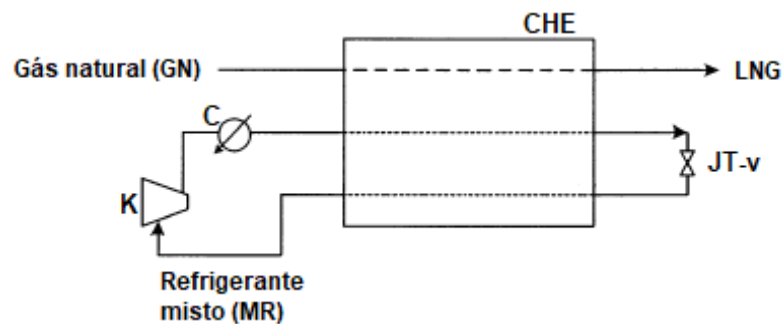 CHE
Gás natural (GN)
LNG
C
JT-v
K
Refrigerante
misto (MR)